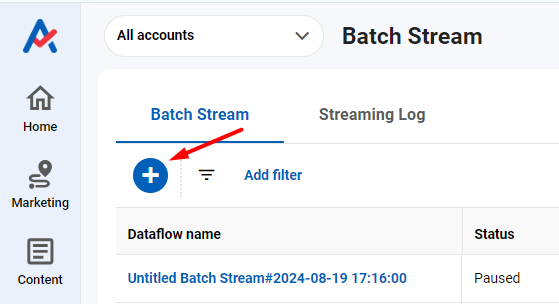 All accounts
Batch Stream
Batch Stream
Streaming Log
Add filter
Home
Marketing
Content
Dataflow name
Status
Untitled Batch Stream#2024-08-19 17:16:00
Paused